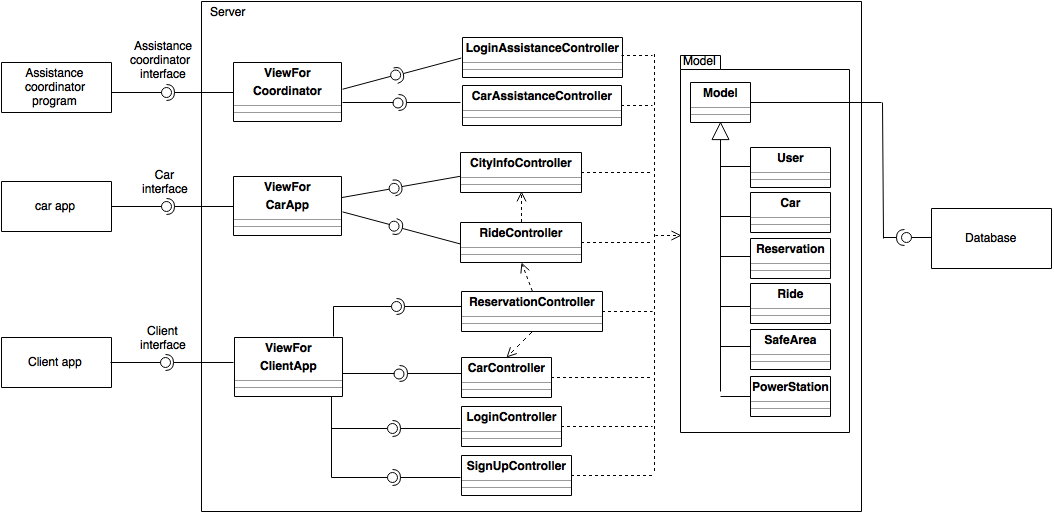 Server
Assistance
coordinator
interface
Assistance
coordinator
program
ViewFor
Coordinator
LoginAssistanceController
CarAssistanceController
Car
interface
car app
ViewFor
CarApp
CityInfoController
RideController
Client
interface
Client app
ViewFor
ClientApp
ReservationController
CarController
LoginController
SignUpController
Model
Model
User
Car
Reservation
Ride
SafeArea
PowerStation
Database